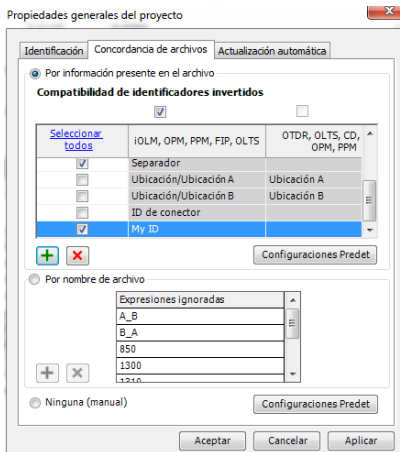 Propiedades generales del proyecto
Identificación Concordancia de archivos Actualización automática
Por información presente en el archivo
Compatibilidad de identificadores invertidos
Seleccionar todos
iOLM, OPM, PPM, FIP, OLTS
OTDR, OLTS, CD,
OPM, PPM
Separador
Ubicación/Ubicación A Ubicación A
Ubicación/Ubicación B Ubicación B
ID de conector
My ID
Configuraciones Predet
Por nombre de archivo
Expresiones ignoradas
A_B
B_A
850
1300
1310
Ninguna (manual) Configuraciones Predet
Aceptar Cancelar Aplicar